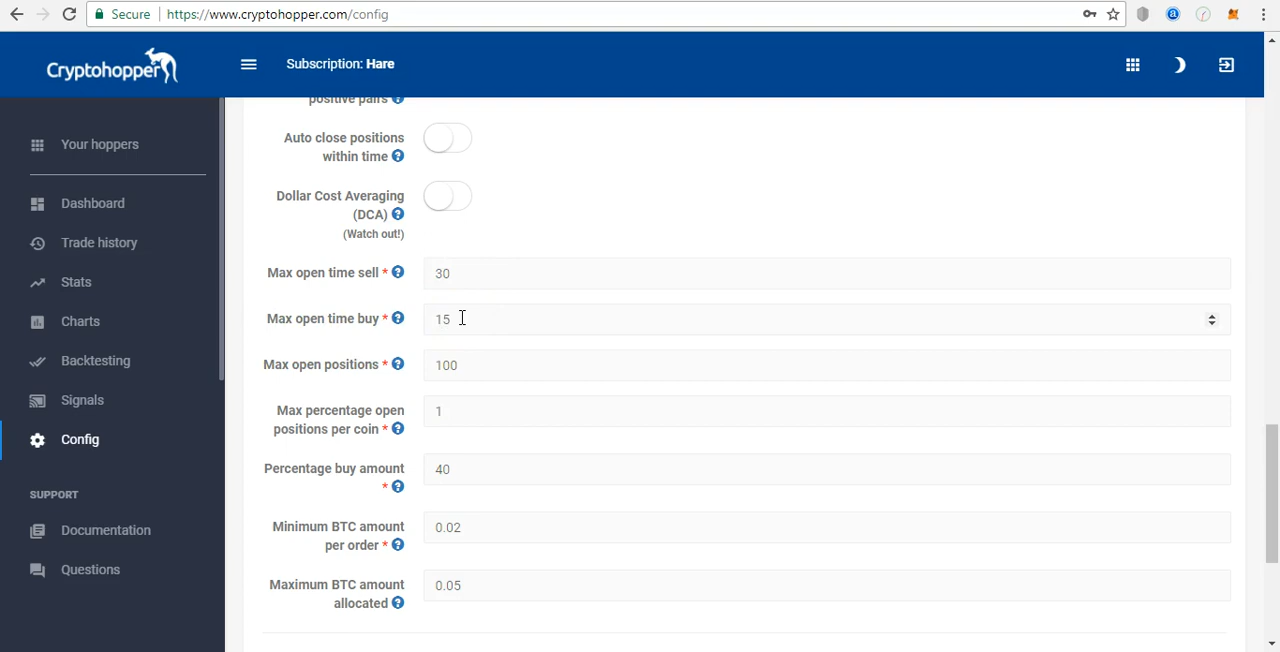 Secure https://www.cryptohopper.com/config
Cryptohopper
Subscription: Hare
positive pairs
Your hoppers
Dashboard
Trade history
Stats
Charts
Backtesting
Signals
Config
SUPPORT
Documentation
Questions
Auto close positions
within time
Dollar Cost Averaging
(DCA)
(Watch out!)
Max open time sell * 30
Max open time buy * 15
Max open positions * 100
Max percentage open
positions per coin * 1
Percentage buy amount
* 40
Minimum BTC amount
per order * 0.02
Maximum BTC amount
allocated 0.05